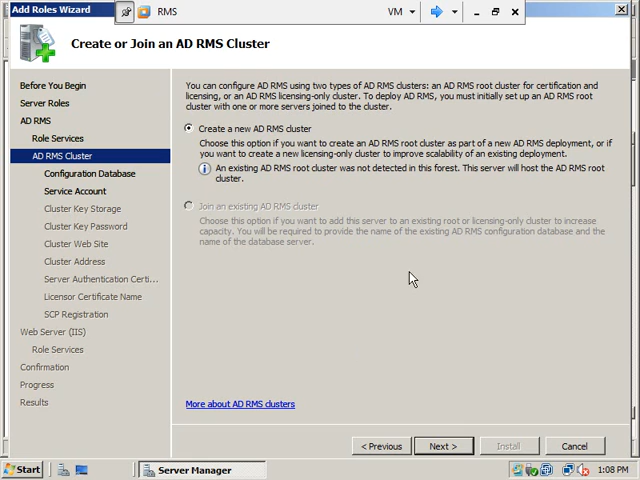 Add Roles Wizard
RMS
VM
Create or Join an AD RMS Cluster
Before You Begin
Server Roles
AD RMS
Role Services
AD RMS Cluster
Configuration Database
Service Account
Cluster Key Storage
Cluster Key Password
Cluster Web Site
Cluster Address
Server Authentication Certi...
Licensor Certificate Name
SCP Registration
Web Server (IIS)
Role Services
Confirmation
Progress
Results
You can configure AD RMS using two types of AD RMS clusters: an AD RMS root cluster for certification and
licensing, or an AD RMS licensing-only cluster. To deploy AD RMS, you must initially set up an AD RMS root
cluster with one or more servers joined to the cluster.
Create a new AD RMS cluster
Choose this option if you want to create an AD RMS root cluster as part of a new AD RMS deployment, or if
you want to create a new licensing-only cluster to improve scalability of an existing deployment.
An existing AD RMS root cluster was not detected in this forest. This server will host the AD RMS root
cluster.
Join an existing AD RMS cluster
Choose this option if you want to add this server to an existing root or licensing-only cluster to increase
capacity. You will be required to provide the name of the existing AD RMS configuration database and the
name of the database server.
More about AD RMS clusters
< Previous
Next >
Install
Cancel
Start
Server Manager
1:08 PM